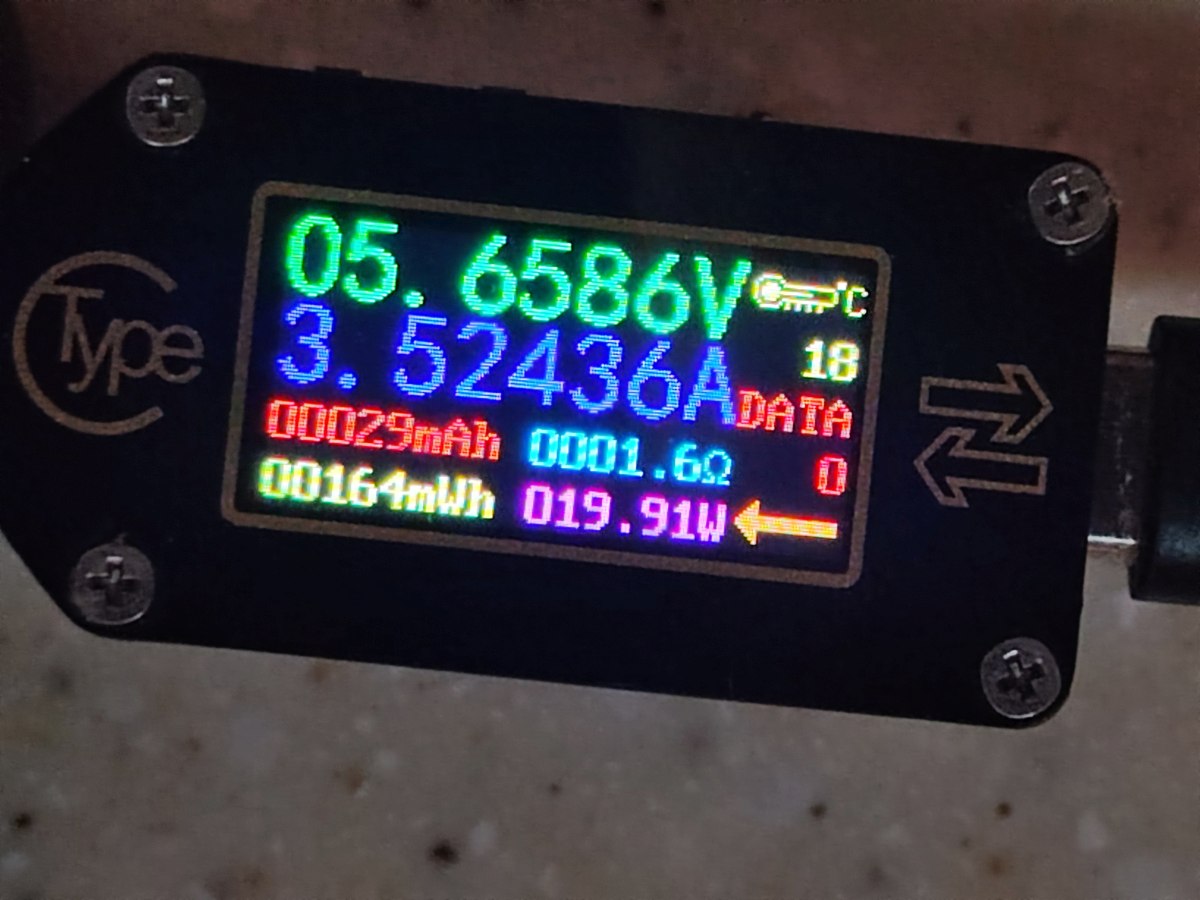 Type
05.6586V °C
3.52436A 18
DATA
00029mAh 0001.6Ω 0
00164mWh 019.91W